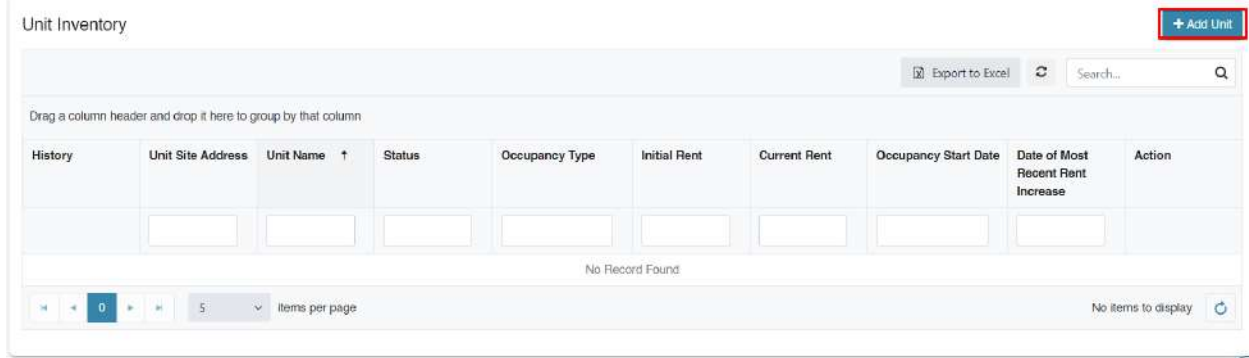 Unit Inventory
+ Add Unit
Export to Excel
Search...
Drag a column header and drop it here to group by that column
History Unit Site Address Unit Name ↑ Status Occupancy Type Initial Rent Current Rent Occupancy Start Date Date of Most Recent Rent Increase Action
No Record Found
0 5 items per page No items to display